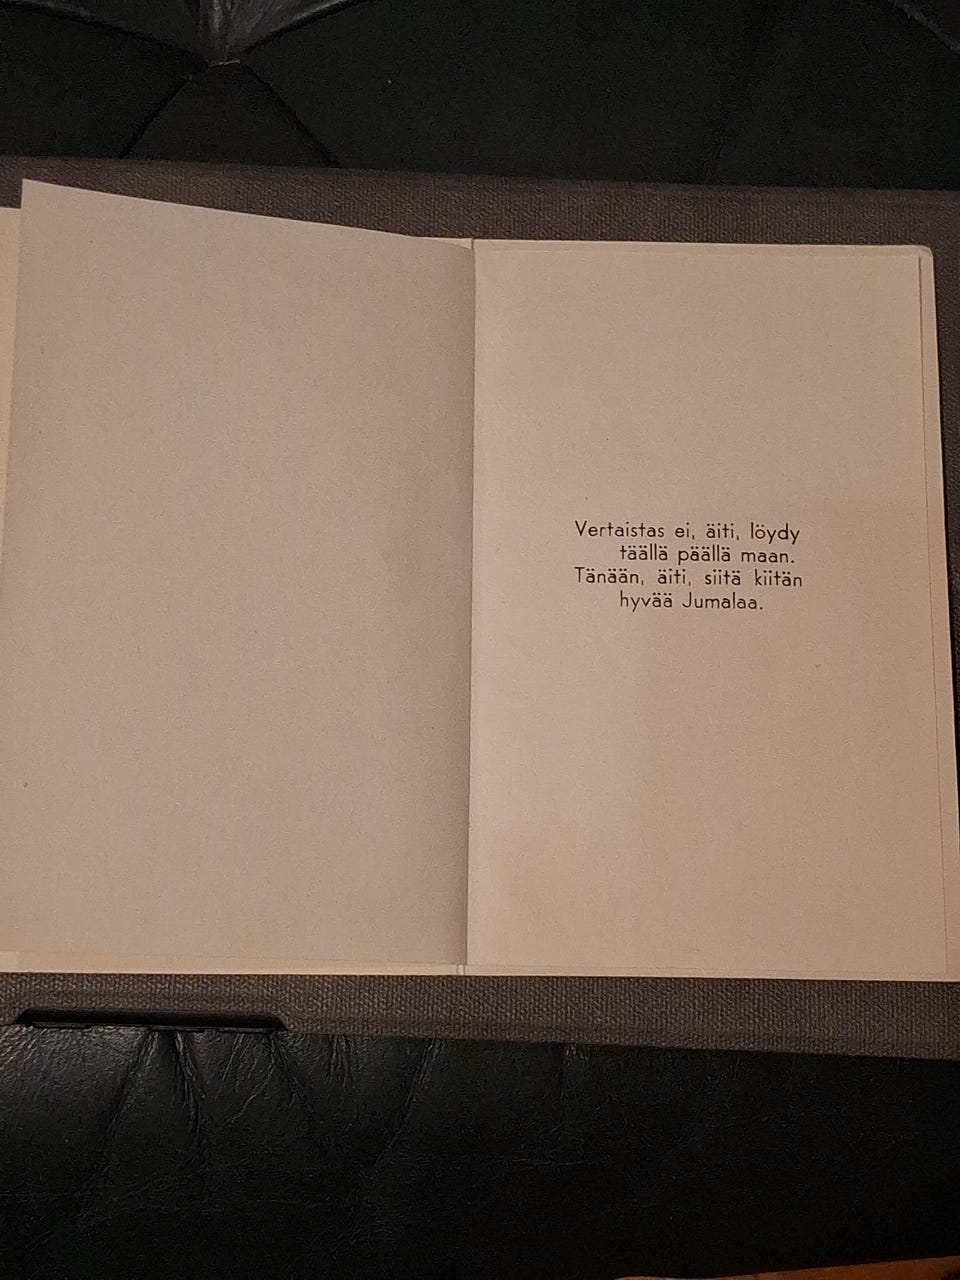 Vertaistas ei, äiti, löydy
täällä päällä maan.
Tänään, äiti, siitä kiitän
hyvää Jumalaa.